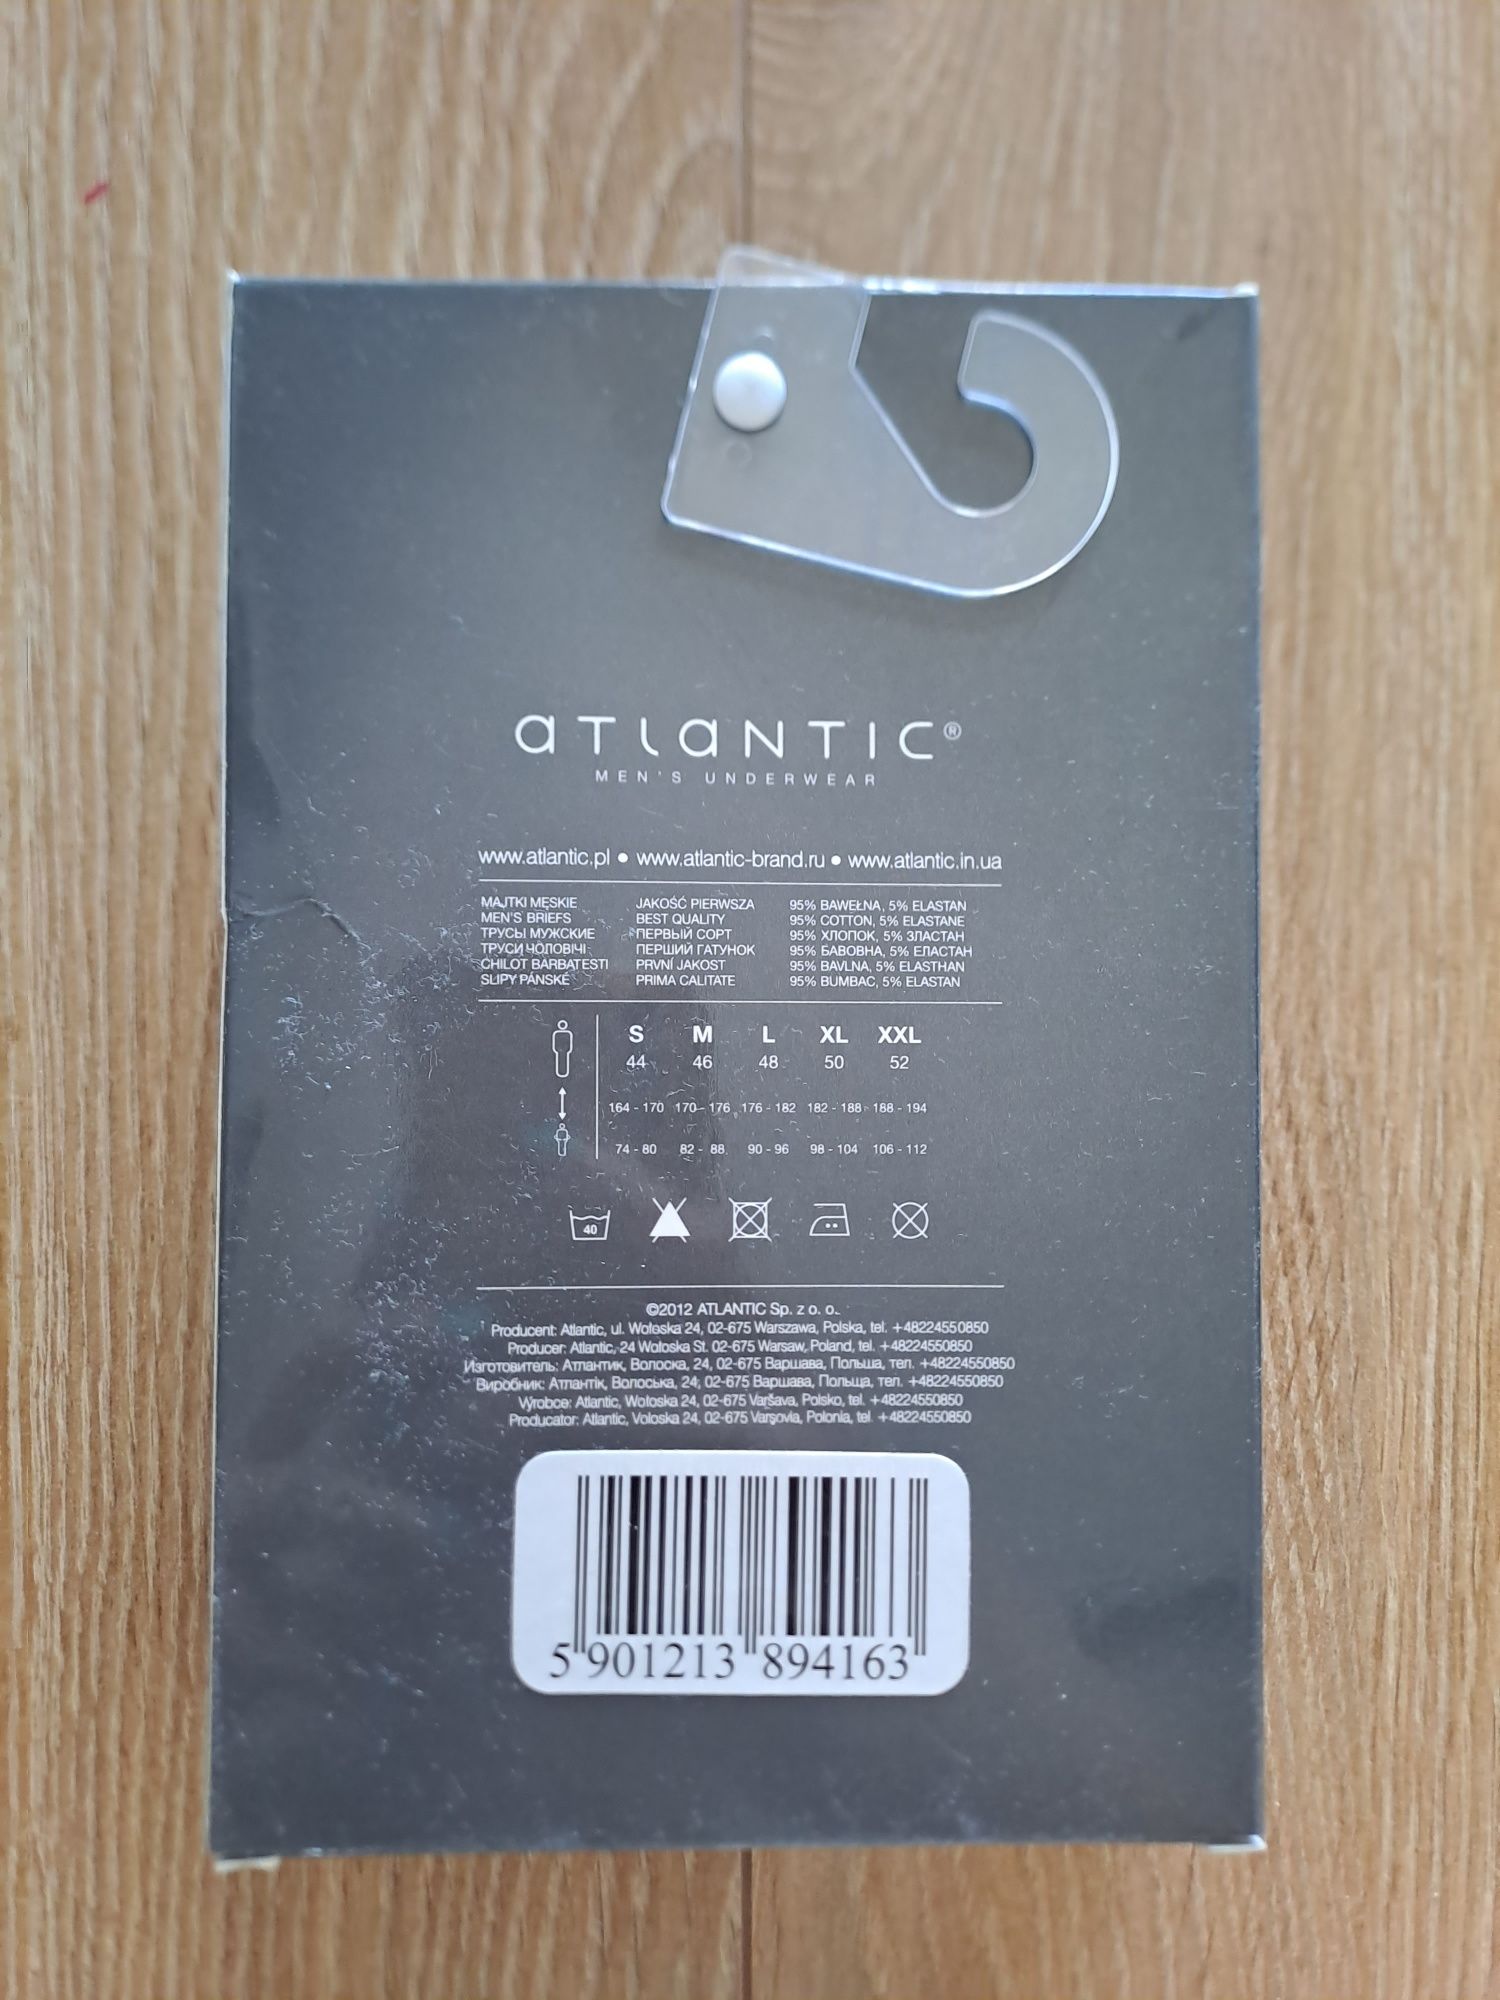 aTLaNTIC®
MEN'S UNDERWEAR
www.atlantic.pl ● www.atlantic-brand.ru ● www.atlantic.in.ua
MAJTKI MĘSKIE JAKOŚĆ PIERWSZA 95% BAWEŁNA, 5% ELASTAN
MEN'S BRIEFS BEST QUALITY 95% COTTON, 5% ELASTANE
ТРУСЫ МУЖСКИЕ ПЕРВЫЙ СОРТ 95% ХЛОПОК, 5% ЭЛАСТАН
ТРУСИ ЧОЛОВІЧІ ПЕРШИЙ ГАТУНОК 95% БАВОВНА, 5% ЕЛАСТАН
CHILOT BARBATESTI PRVNÍ JAKOST 95% BAVLNA, 5% ELASTHAN
SLIPY PÁNSKÉ PRIMA CALITATE 95% BUMBAC, 5% ELASTAN
S M L XL XXL
44 46 48 50 52
164 - 170 170 - 176 176 - 182 182 - 188 188 - 194
74 - 80 82 - 88 90 - 96 98 - 104 106 - 112
40
©2012 ATLANTIC Sp. z o. o.
Producent: Atlantic, ul. Wołoska 24, 02-675 Warszawa, Polska, tel. +48224550850
Producer: Atlantic, 24 Wołoska St. 02-675 Warsaw, Poland, tel. +48224550850
Изготовитель: Атлантик, Волоска, 24, 02-675 Варшава, Польша, тел. +48224550850
Виробник: Атлантік, Волоська, 24, 02-675 Варшава, Польща, тел. +48224550850
Výrobce: Atlantic, Wołoska 24, 02-675 Varšava, Polsko, tel. +48224550850
Producator: Atlantic, Voloska 24, 02-675 Varşovia, Polonia, tel. +48224550850
5 901213 894163